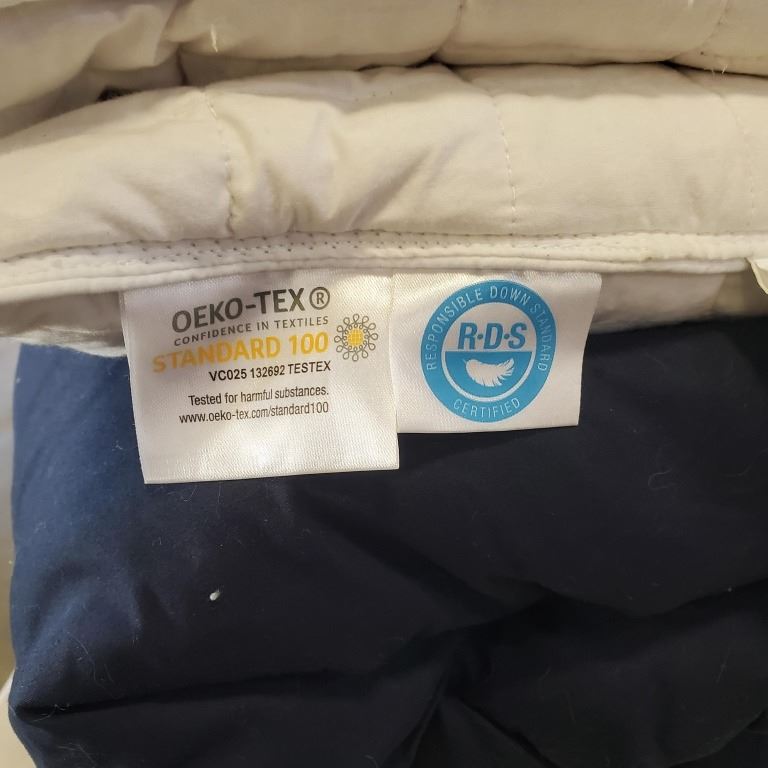 OEKO-TEX®
CONFIDENCE IN TEXTILES
STANDARD 100
VC025 132692 TESTEX
Tested for harmful substances.
www.oeko-tex.com/standard100
RESPONSIBLE DOWN STANDARD
R·D·S
CERTIFIED